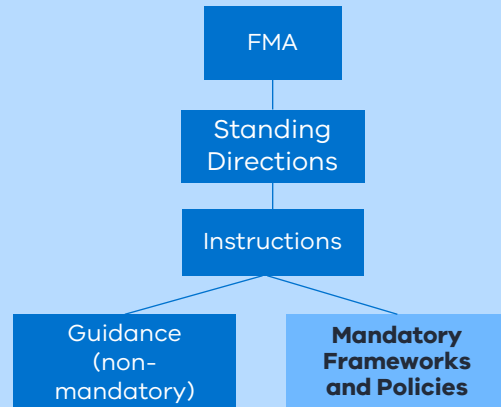 FMA
Standing
Directions
Instructions
Guidance
(non-
mandatory)
Mandatory
Frameworks
and Policies